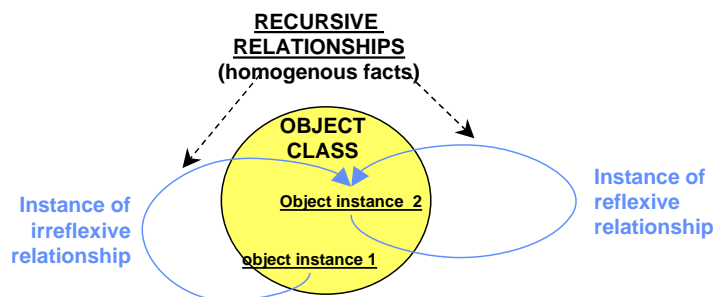 RECURSIVE
RELATIONSHIPS
(homogenous facts)
OBJECT
CLASS
Object instance 2
object instance 1
Instance of
irreflexive
relationship
Instance of
reflexive
relationship